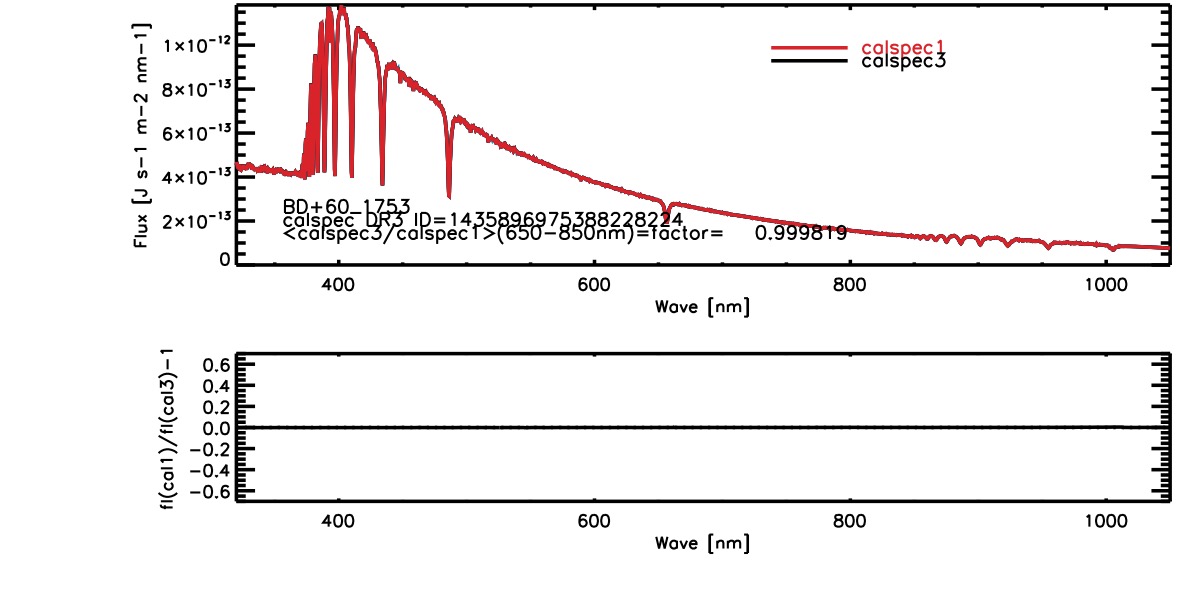 Flux [J s-1 m-2 nm-1]
1×10-12
8×10-13
6×10-13
4×10-13
2×10-13
0
calspec1
calspec3
BD+60_1753
calspec DR3 ID=1435896975388228224
<calspec3/calspec1>(650-850nm)=factor= 0.999819
400 600 800 1000
Wave [nm]
fl(cal1)/fl(cal3)-1
0.6
0.4
0.2
0.0
-0.2
-0.4
-0.6
400 600 800 1000
Wave [nm]